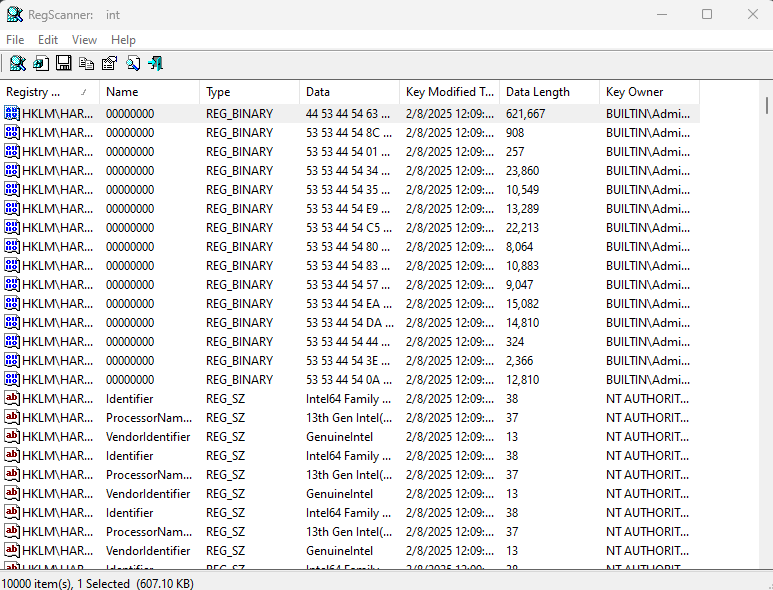 RegScanner: int
File Edit View Help
Registry ... / Name Type Data Key Modified T... Data Length Key Owner
HKLM\HAR... 00000000 REG_BINARY 44 53 44 54 63 ... 2/8/2025 12:09:... 621,667 BUILTIN\Admi...
HKLM\HAR... 00000000 REG_BINARY 53 53 44 54 8C ... 2/8/2025 12:09:... 908 BUILTIN\Admi...
HKLM\HAR... 00000000 REG_BINARY 53 53 44 54 01 ... 2/8/2025 12:09:... 257 BUILTIN\Admi...
HKLM\HAR... 00000000 REG_BINARY 53 53 44 54 34 ... 2/8/2025 12:09:... 23,860 BUILTIN\Admi...
HKLM\HAR... 00000000 REG_BINARY 53 53 44 54 35 ... 2/8/2025 12:09:... 10,549 BUILTIN\Admi...
HKLM\HAR... 00000000 REG_BINARY 53 53 44 54 E9 ... 2/8/2025 12:09:... 13,289 BUILTIN\Admi...
HKLM\HAR... 00000000 REG_BINARY 53 53 44 54 C5 ... 2/8/2025 12:09:... 22,213 BUILTIN\Admi...
HKLM\HAR... 00000000 REG_BINARY 53 53 44 54 80 ... 2/8/2025 12:09:... 8,064 BUILTIN\Admi...
HKLM\HAR... 00000000 REG_BINARY 53 53 44 54 83 ... 2/8/2025 12:09:... 10,883 BUILTIN\Admi...
HKLM\HAR... 00000000 REG_BINARY 53 53 44 54 57 ... 2/8/2025 12:09:... 9,047 BUILTIN\Admi...
HKLM\HAR... 00000000 REG_BINARY 53 53 44 54 EA ... 2/8/2025 12:09:... 15,082 BUILTIN\Admi...
HKLM\HAR... 00000000 REG_BINARY 53 53 44 54 DA ... 2/8/2025 12:09:... 14,810 BUILTIN\Admi...
HKLM\HAR... 00000000 REG_BINARY 53 53 44 54 44 ... 2/8/2025 12:09:... 324 BUILTIN\Admi...
HKLM\HAR... 00000000 REG_BINARY 53 53 44 54 3E ... 2/8/2025 12:09:... 2,366 BUILTIN\Admi...
HKLM\HAR... 00000000 REG_BINARY 53 53 44 54 0A ... 2/8/2025 12:09:... 12,810 BUILTIN\Admi...
HKLM\HAR... Identifier REG_SZ Intel64 Family ... 2/8/2025 12:09:... 38 NT AUTHORIT...
HKLM\HAR... ProcessorNam... REG_SZ 13th Gen Intel(... 2/8/2025 12:09:... 37 NT AUTHORIT...
HKLM\HAR... VendorIdentifier REG_SZ GenuineIntel 2/8/2025 12:09:... 13 NT AUTHORIT...
HKLM\HAR... Identifier REG_SZ Intel64 Family ... 2/8/2025 12:09:... 38 NT AUTHORIT...
HKLM\HAR... ProcessorNam... REG_SZ 13th Gen Intel(... 2/8/2025 12:09:... 37 NT AUTHORIT...
HKLM\HAR... VendorIdentifier REG_SZ GenuineIntel 2/8/2025 12:09:... 13 NT AUTHORIT...
HKLM\HAR... Identifier REG_SZ Intel64 Family ... 2/8/2025 12:09:... 38 NT AUTHORIT...
HKLM\HAR... ProcessorNam... REG_SZ 13th Gen Intel(... 2/8/2025 12:09:... 37 NT AUTHORIT...
HKLM\HAR... VendorIdentifier REG_SZ GenuineIntel 2/8/2025 12:09:... 13 NT AUTHORIT...
10000 item(s), 1 Selected (607.10 KB)